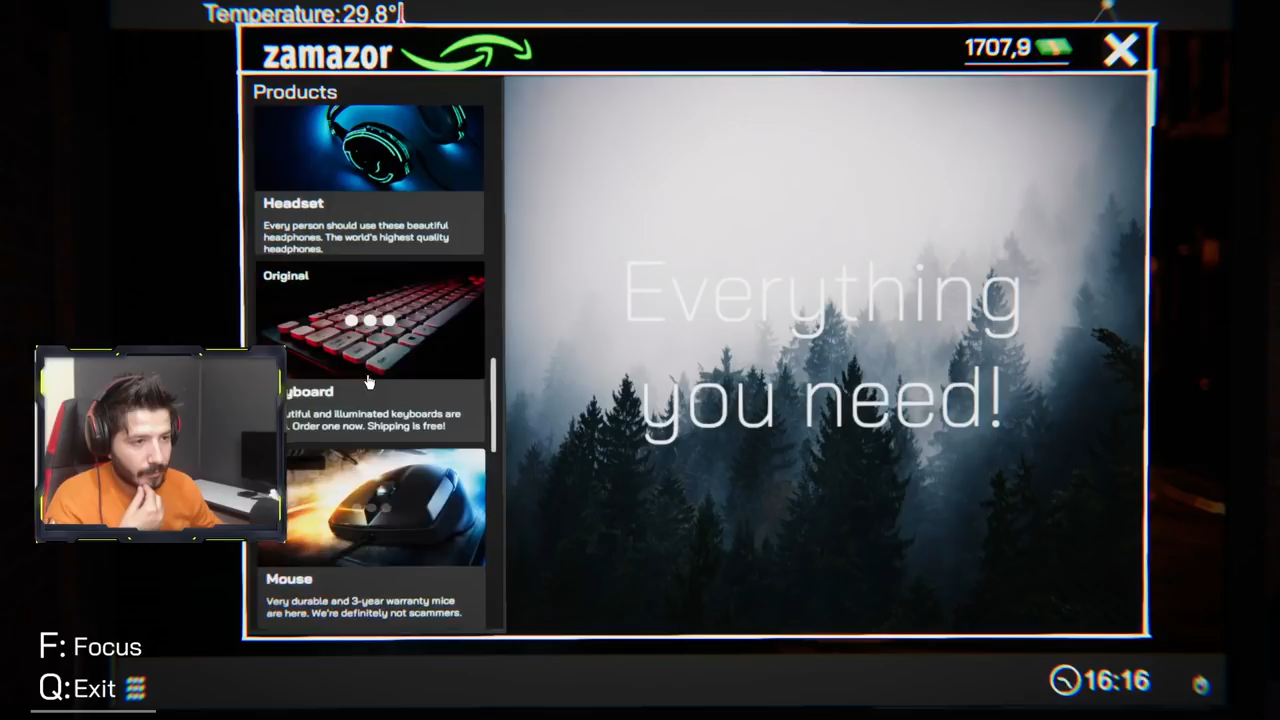 Temperature: 29,8°
zamazor
1707,9
Products
Headset
Every person should use these beautiful
headphones. The world's highest quality
headphones.
Original
yboard
utiful and illuminated keyboards are
. Order one now. Shipping is free!
Mouse
Very durable and 3-year warranty mice
are here. We're definitely not scammers.
Everything
you need!
F: Focus
Q: Exit
16:16